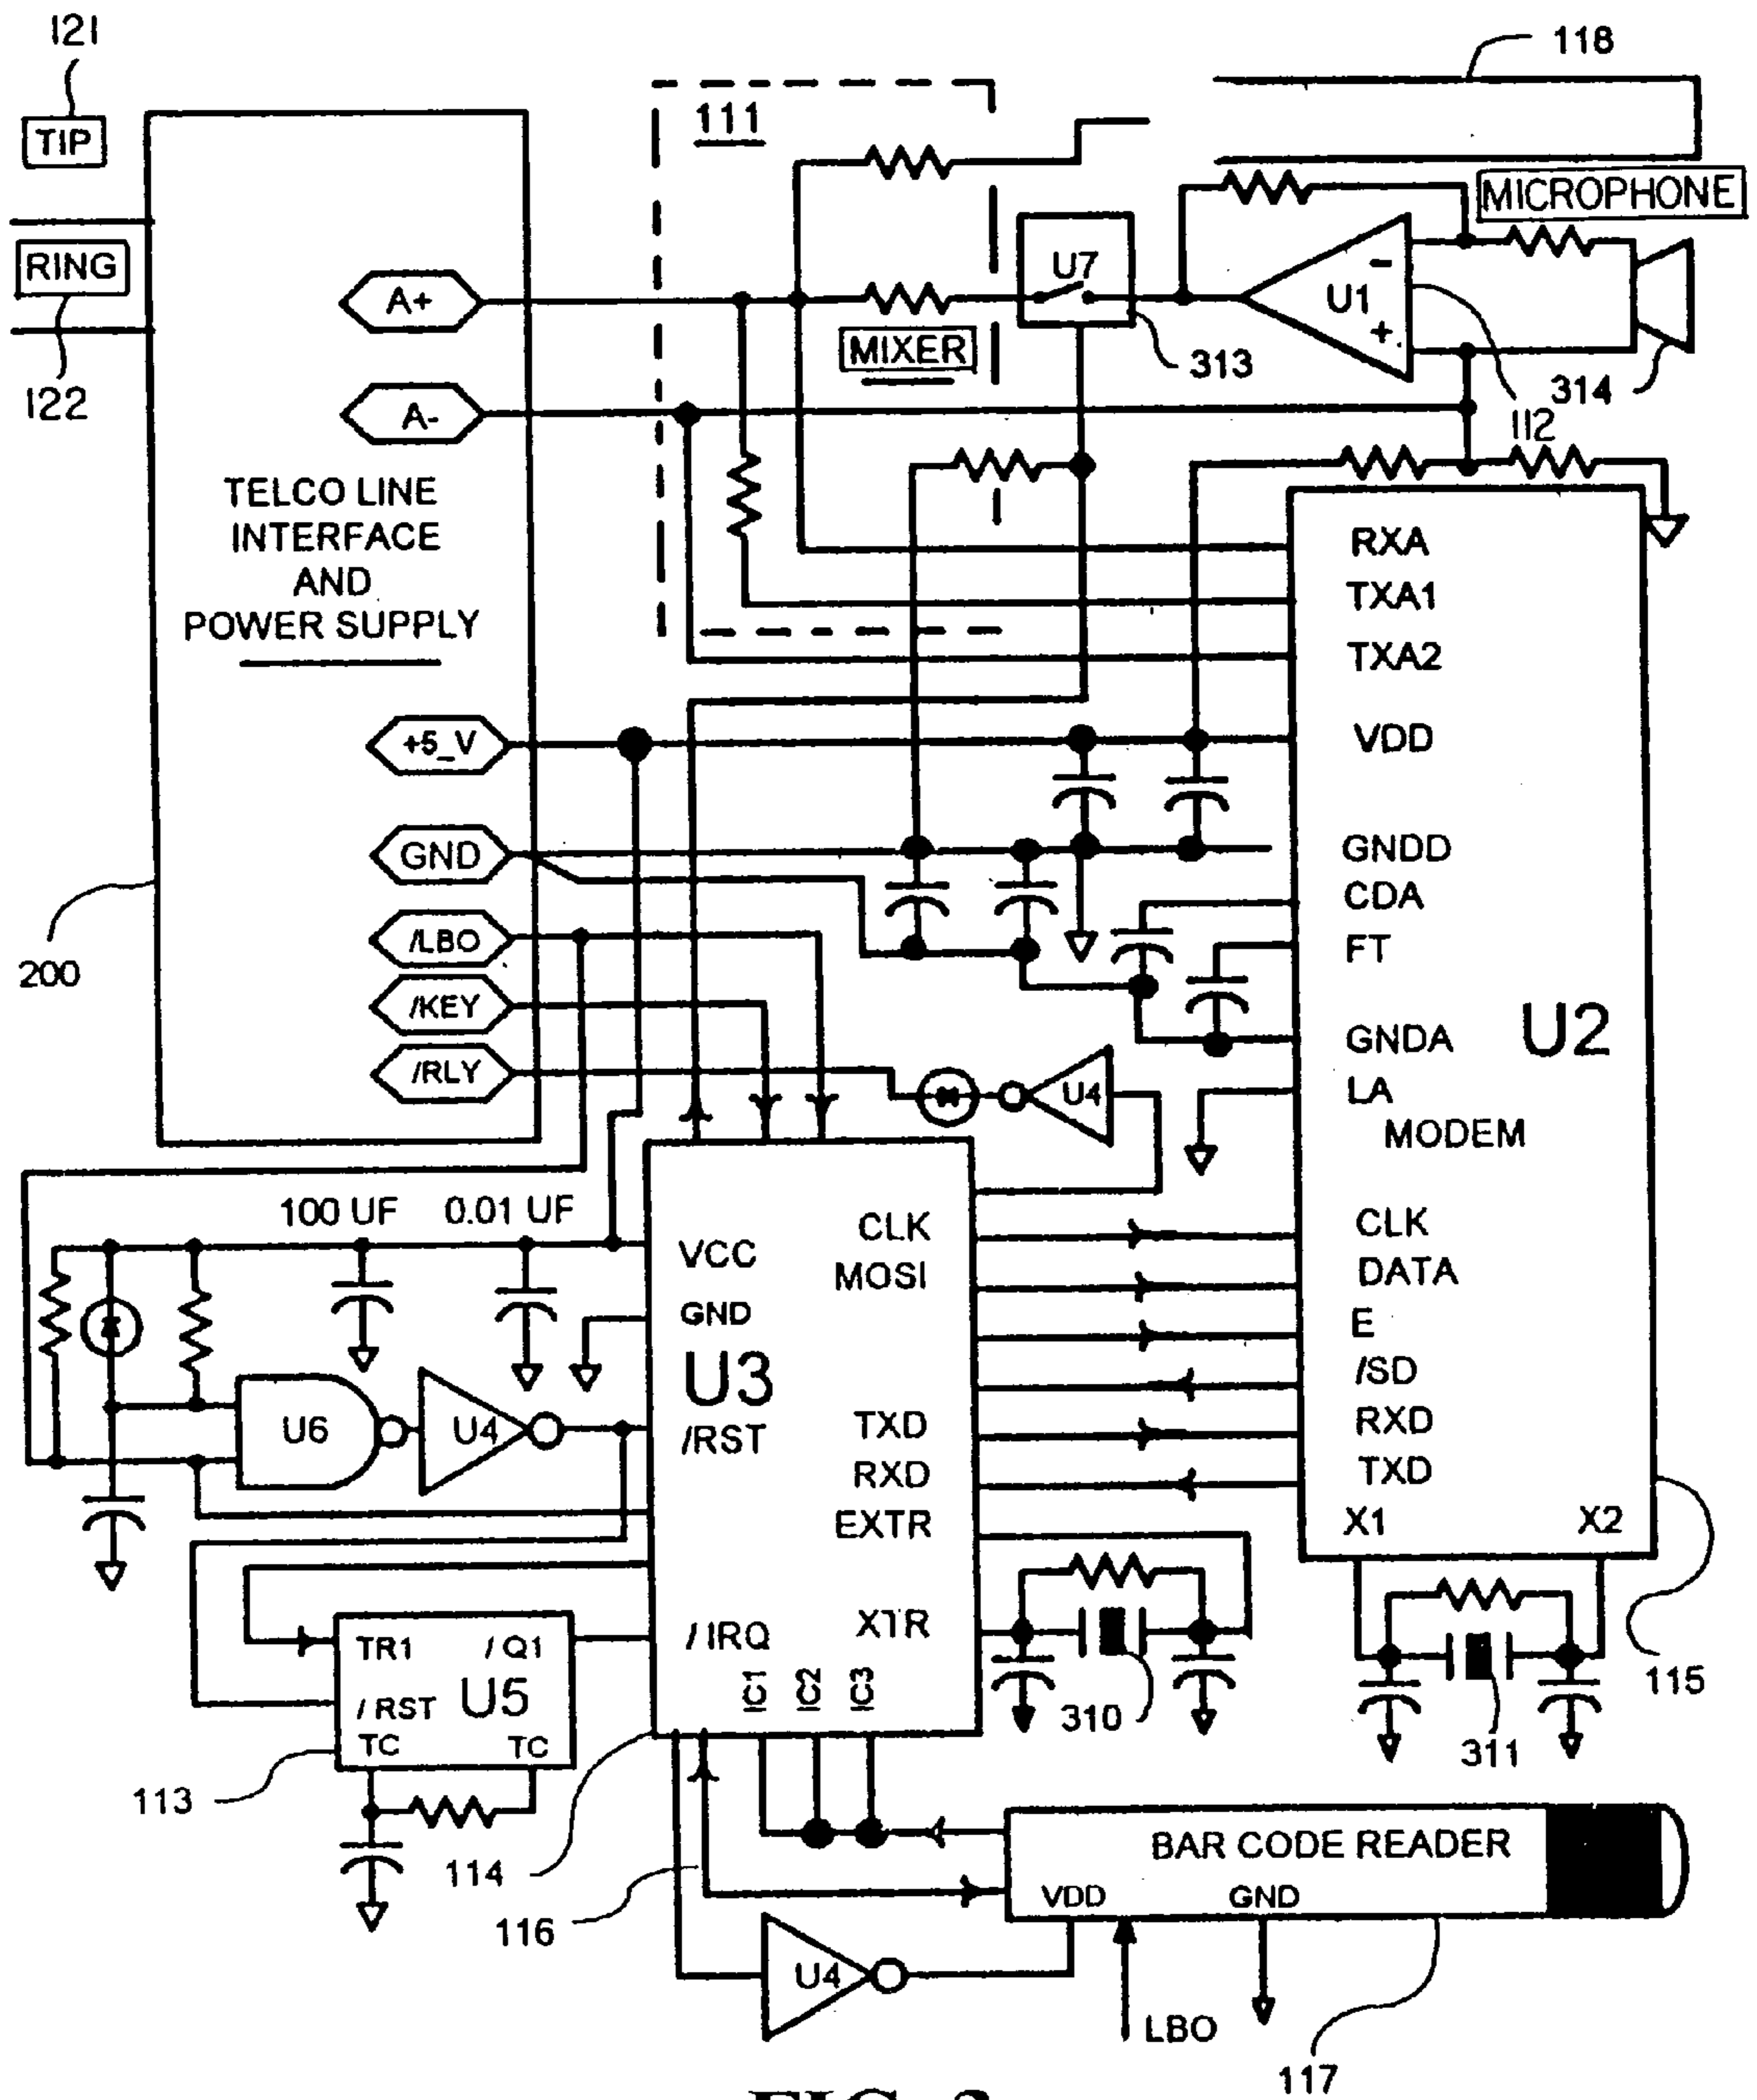 121
118
TIP
111
MICROPHONE
RING
A+
U7
-
U1
+
MIXER
313
314
122
A-
112
TELCO LINE
INTERFACE
AND
POWER SUPPLY
RXA
TXA1
TXA2
+5_V
VDD
GND
GNDD
CDA
/LBO
FT
200
/KEY
U2
GNDA
/RLY
U4
LA
MODEM
100 UF
0.01 UF
VCC
CLK
CLK
MOSI
DATA
GND
E
U3
/SD
U6
U4
/RST
TXD
RXD
RXD
TXD
EXTR
X1
X2
TR1
/Q1
/IRQ
XTR
U5
/RST
IC1
IC2
IC3
310
115
TC
TC
311
113
BAR CODE READER
114
VDD
GND
116
U4
LBO
117